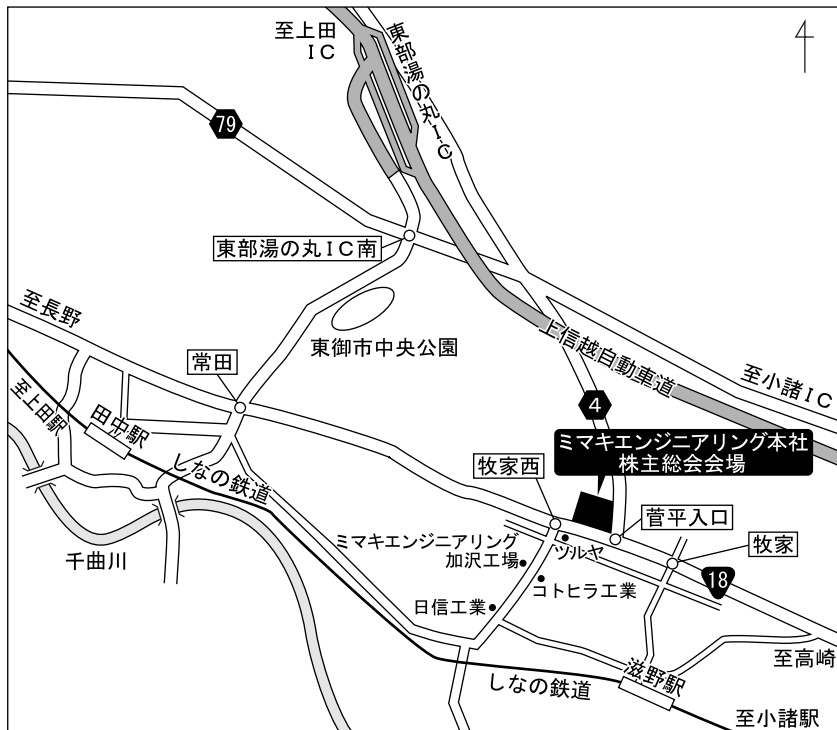 至上田
IC
東部湯の丸IC
79
東部湯の丸IC南
至長野
東御市中央公園
上信越自動車道
常田
至小諸IC
至上田駅
田中駅
4
ミマキエンジニアリング本社
株主総会会場
しなの鉄道
牧家西
菅平入口
ミマキエンジニアリング
加沢工場
ツルヤ
牧家
千曲川
コトヒラ工業
18
日信工業
至高崎
滋野駅
しなの鉄道
至小諸駅